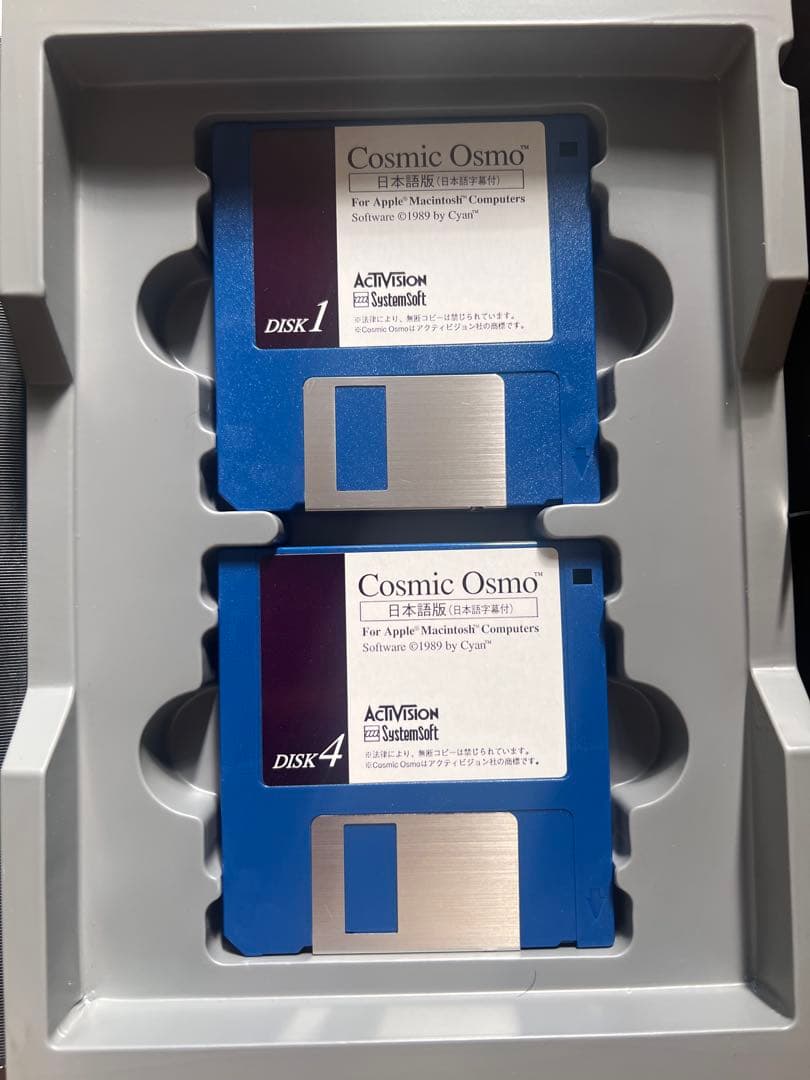 Cosmic Osmo™
日本語版(日本語字幕付)
For Apple® Macintosh™ Computers
Software ©1989 by Cyan™
ACTIVISION
SystemSoft
DISK 1
※法律により、無断コピーは禁じられています。
※Cosmic Osmoはアクティビジョン社の商標です。
Cosmic Osmo™
日本語版(日本語字幕付)
For Apple® Macintosh™ Computers
Software ©1989 by Cyan™
ACTIVISION
SystemSoft
DISK 4
※法律により、無断コピーは禁じられています。
※Cosmic Osmoはアクティビジョン社の商標です。